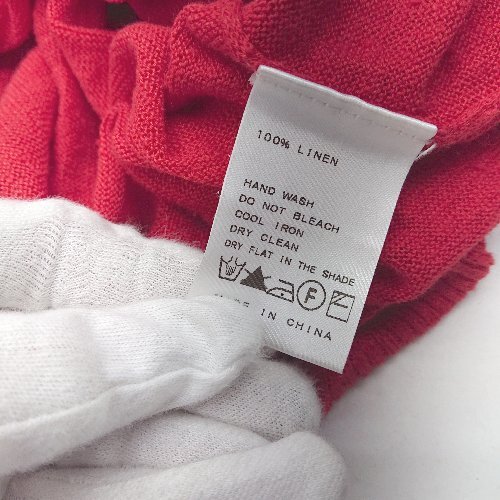 100% LINEN
HAND WASH
DO NOT BLEACH
COOL IRON
DRY CLEAN
DRY FLAT IN THE SHADE
F
IN CHINA